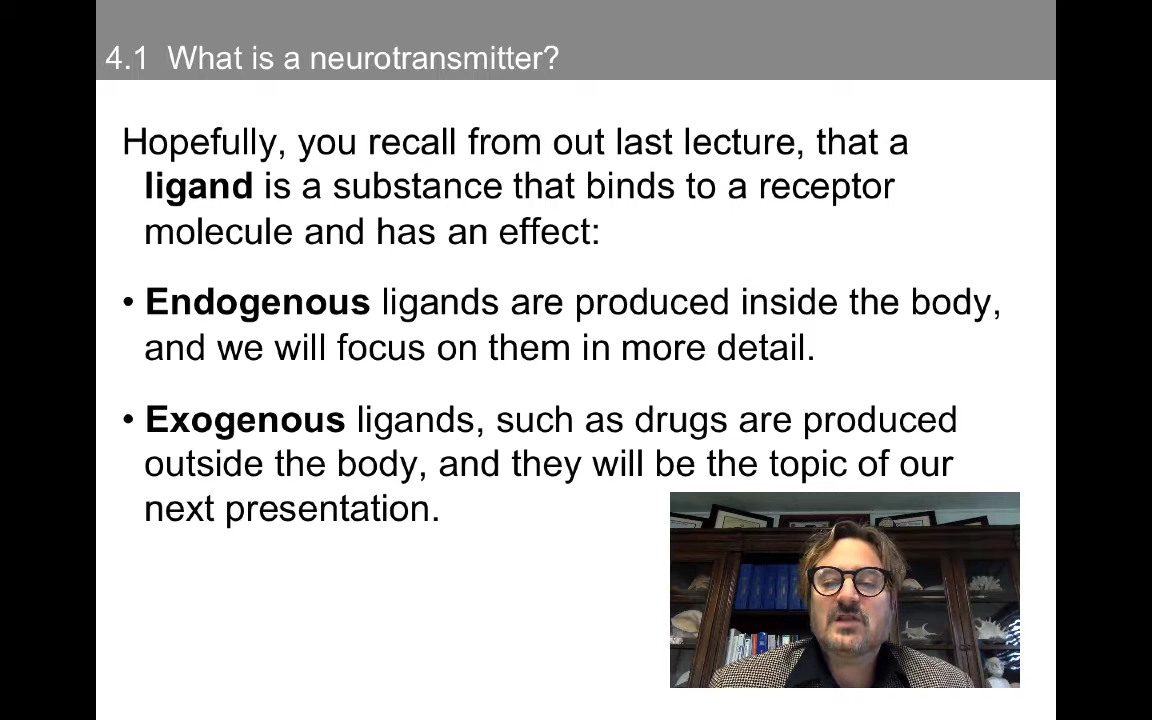 4.1 What is a neurotransmitter?
Hopefully, you recall from out last lecture, that a
ligand is a substance that binds to a receptor
molecule and has an effect:
• Endogenous ligands are produced inside the body,
and we will focus on them in more detail.
• Exogenous ligands, such as drugs are produced
outside the body, and they will be the topic of our
next presentation.